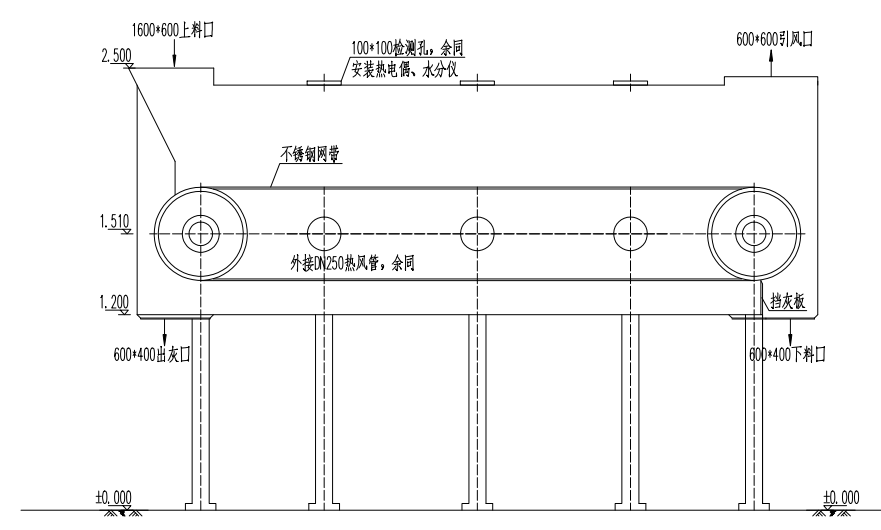 1600*600上料口
2.500
100*100检测孔，余同
安装热电偶、水分仪
600*600引风口
不锈钢网带
1.510
外接DN250热风管，余同
1.200
挡灰板
600*400出灰口
600*400下料口
±0.000
±0.000